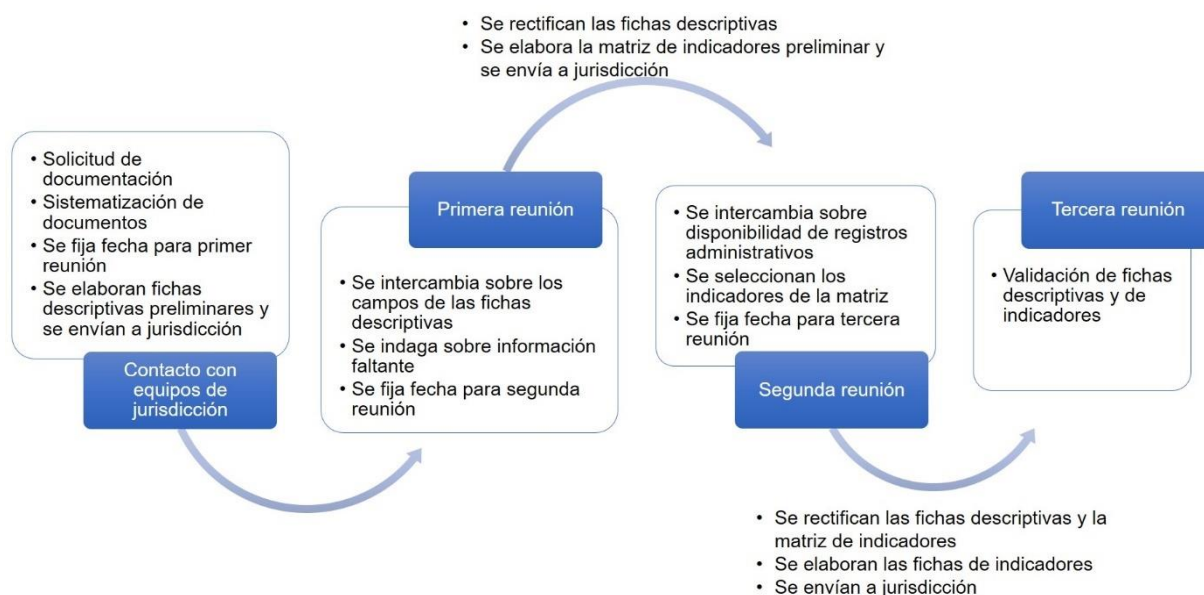 • Se rectifican las fichas descriptivas
• Se elabora la matriz de indicadores preliminar y
se envía a jurisdicción
• Solicitud de
documentación
• Sistematización de
documentos
• Se fija fecha para primer
reunión
• Se elaboran fichas
descriptivas preliminares y
se envían a jurisdicción
Contacto con
equipos de
jurisdicción
Primera reunión
• Se intercambia sobre los
campos de las fichas
descriptivas
• Se indaga sobre información
faltante
• Se fija fecha para segunda
reunión
• Se intercambia sobre
disponibilidad de registros
administrativos
• Se seleccionan los
indicadores de la matriz
• Se fija fecha para tercera
reunión
Segunda reunión
Tercera reunión
• Validación de fichas
descriptivas y de
indicadores
• Se rectifican las fichas descriptivas y la
matriz de indicadores
• Se elaboran las fichas de indicadores
• Se envían a jurisdicción